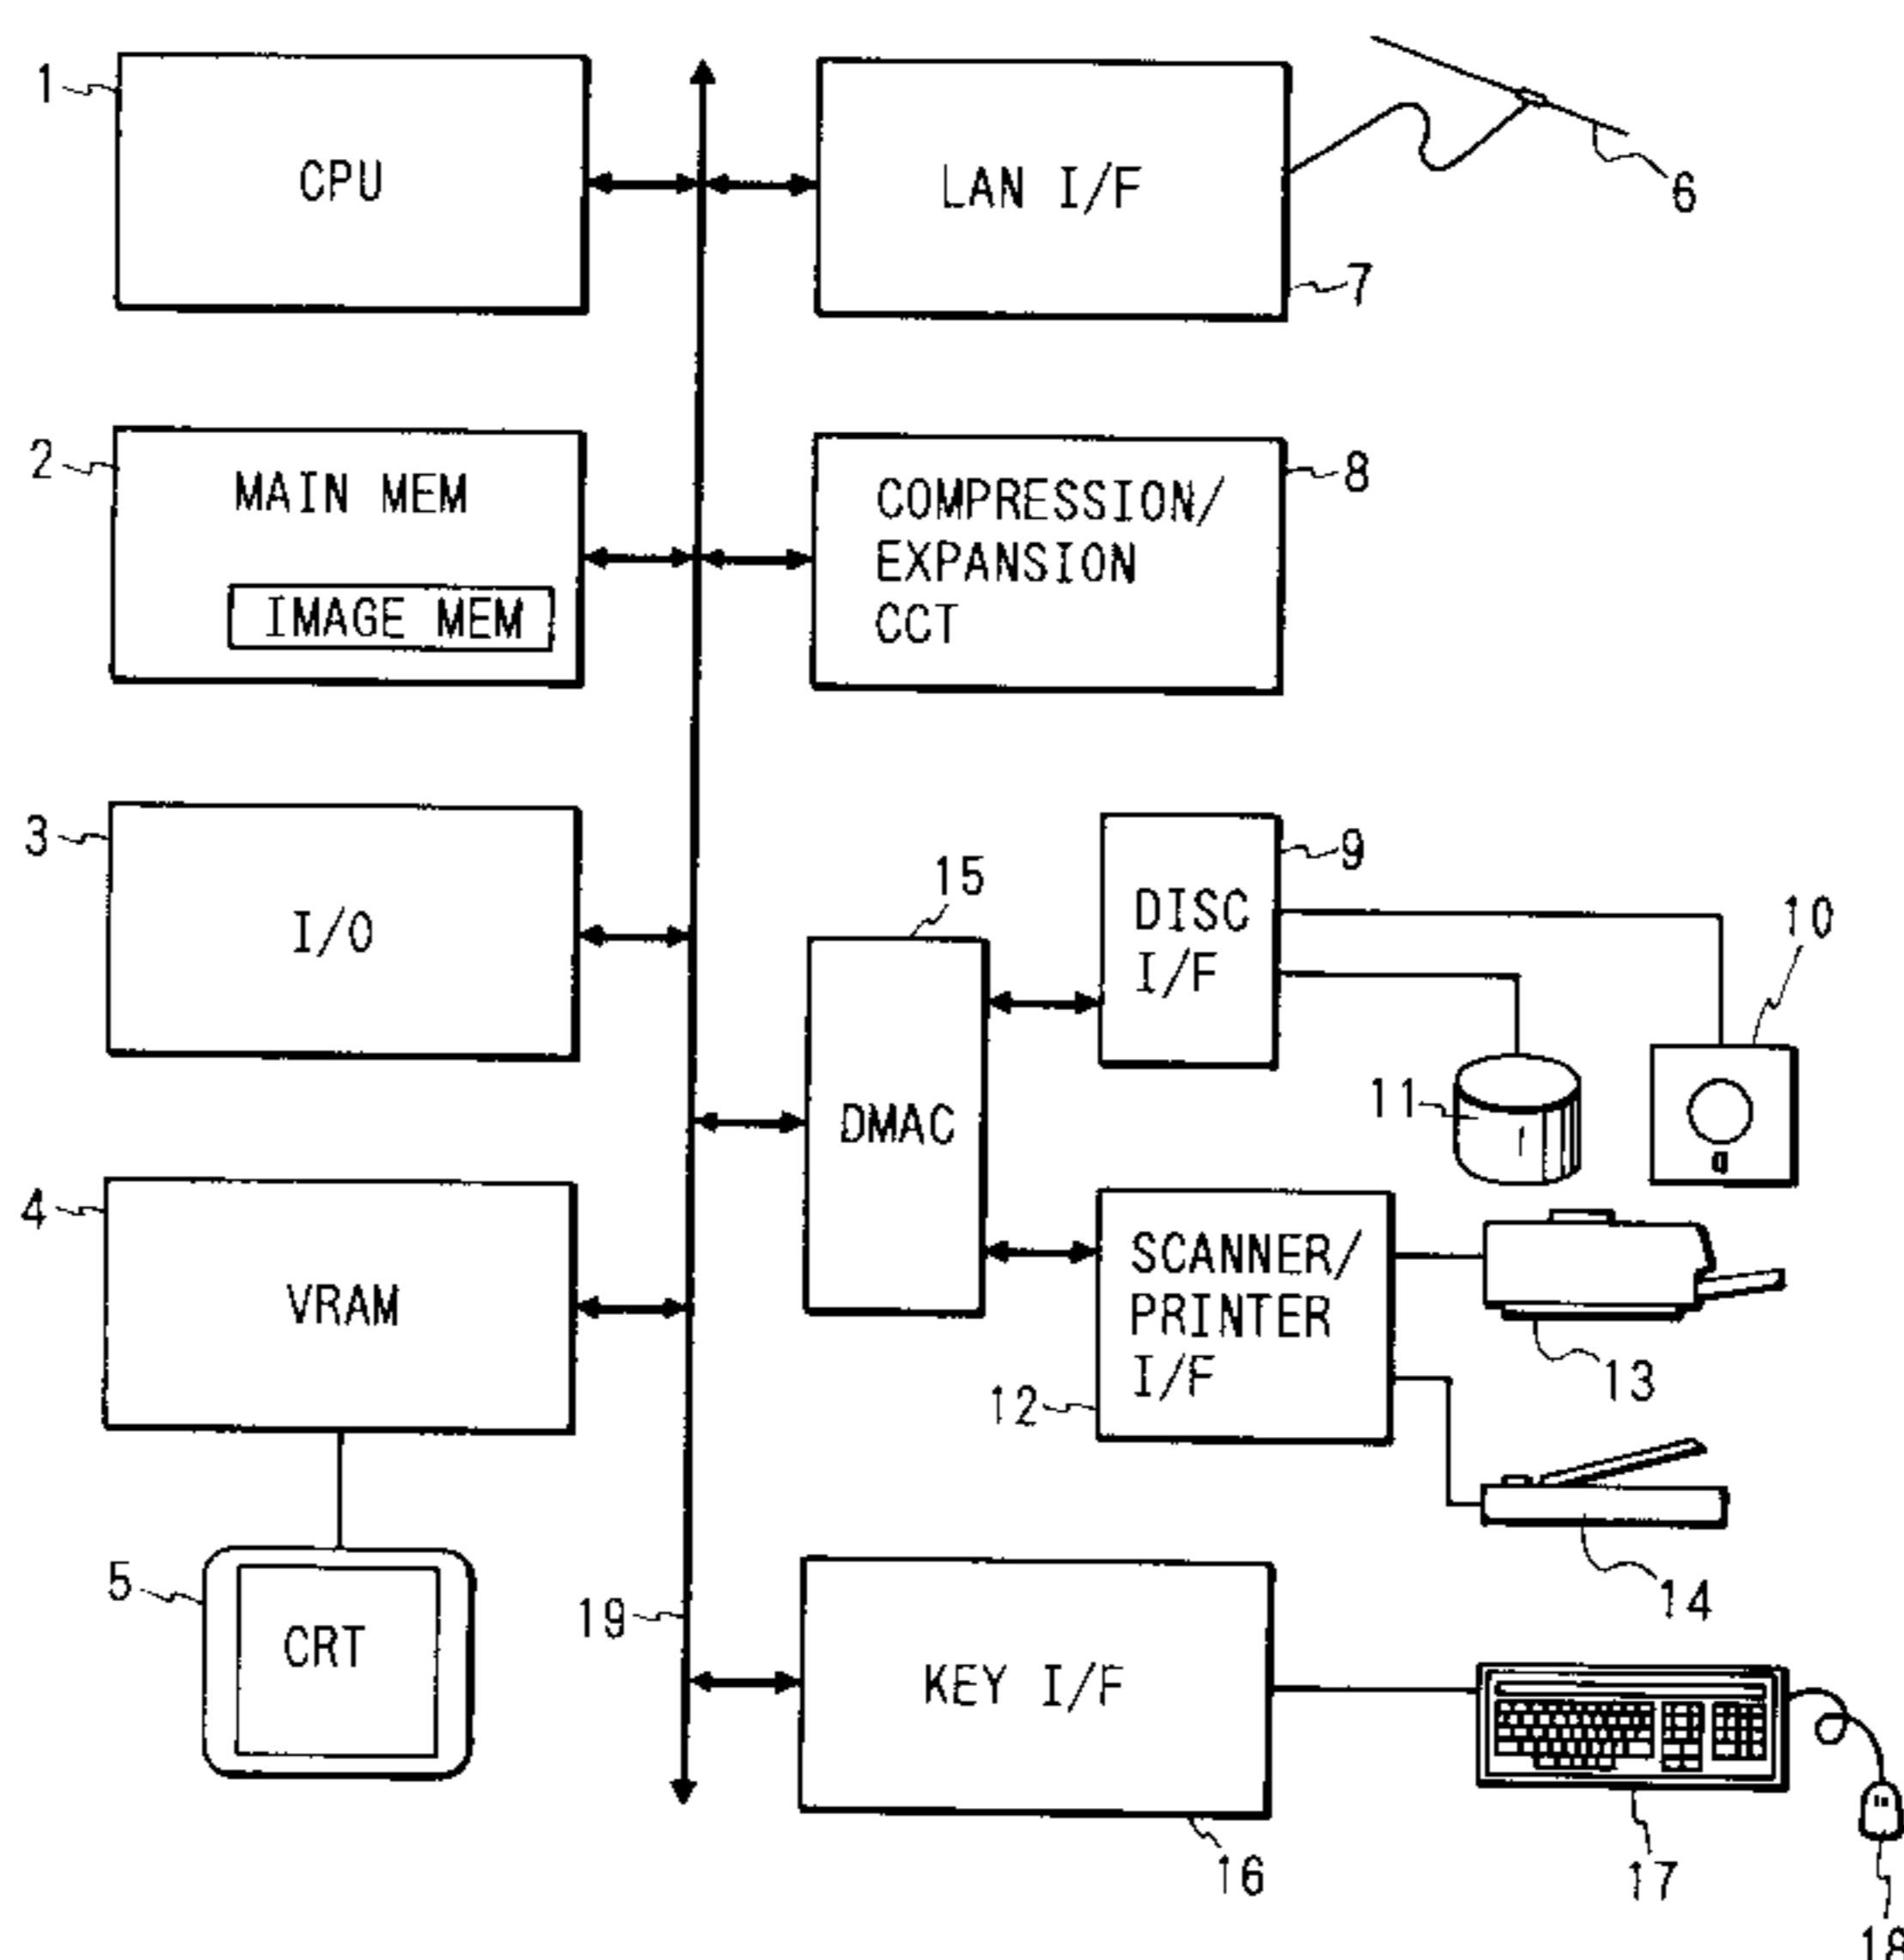 1
CPU
LAN I/F
6
7
2
MAIN MEM
IMAGE MEM
COMPRESSION/
EXPANSION
CCT
8
3
I/O
15
DMAC
DISC
I/F
9
10
11
4
VRAM
SCANNER/
PRINTER
I/F
12
13
14
5
CRT
19
KEY I/F
16
17
18